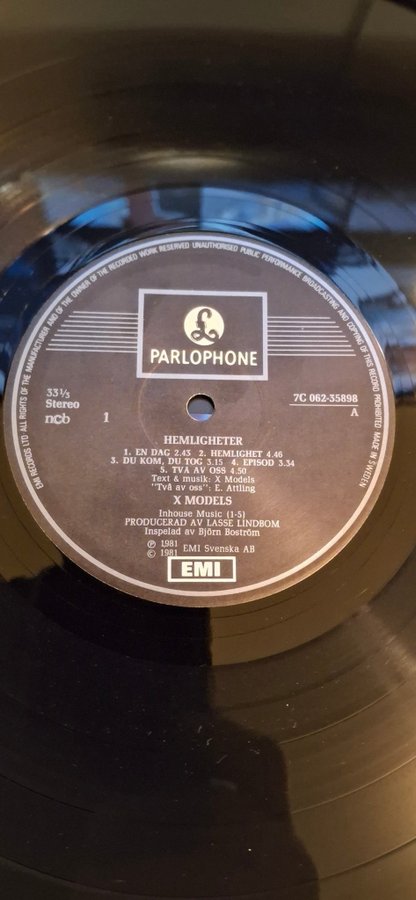 EMI RECORDS LTD ALL RIGHTS OF THE MANUFACTURER AND OF THE OWNER OF THE RECORDED WORK RESERVED UNAUTHORISED PUBLIC PERFORMANCE BROADCASTING AND COPYING OF THIS RECORD PROHIBITED MADE IN SWEDEN
£
PARLOPHONE
33⅓
Stereo
ncb
1
7C 062-35898
A
HEMLIGHETER
1. EN DAG 2.43 2. HEMLIGHET 4.46
3. DU KOM, DU TOG 3.15 4. EPISOD 3.34
5. TVÅ AV OSS 4.50
Text & musik: X Models
"Två av oss": E. Attling
X MODELS
Inhouse Music (1-5)
PRODUCERAD AV LASSE LINDBOM
Inspelad av Björn Boström
℗ 1981
© 1981 EMI Svenska AB
EMI